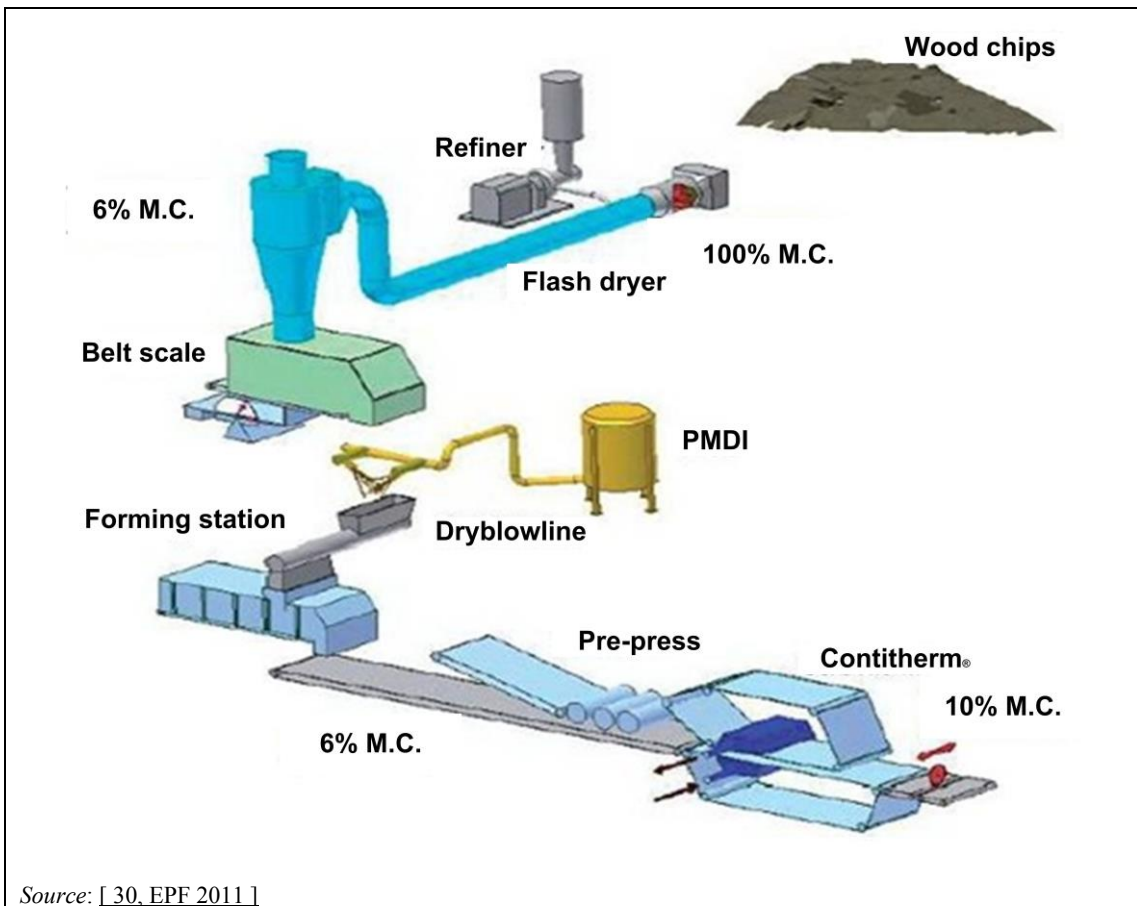 Wood chips
Refiner
6% M.C.
100% M.C.
Flash dryer
Belt scale
PMDI
Forming station
Dryblowline
Pre-press
Contitherm®
10% M.C.
6% M.C.
Source: [ 30, EPF 2011 ]